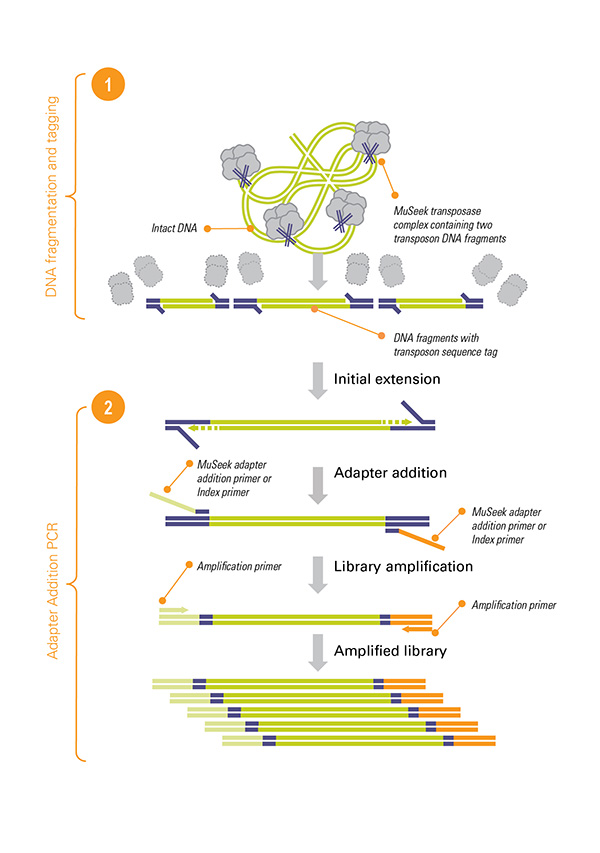 1
DNA fragmentation and tagging
MuSeek transposase
complex containing two
transposon DNA fragments
Intact DNA
DNA fragments with
transposon sequence tag
Initial extension
2
Adapter Addition PCR
MuSeek adapter
addition primer or
Index primer
Adapter addition
MuSeek adapter
addition primer or
Index primer
Library amplification
Amplification primer
Amplification primer
Amplified library